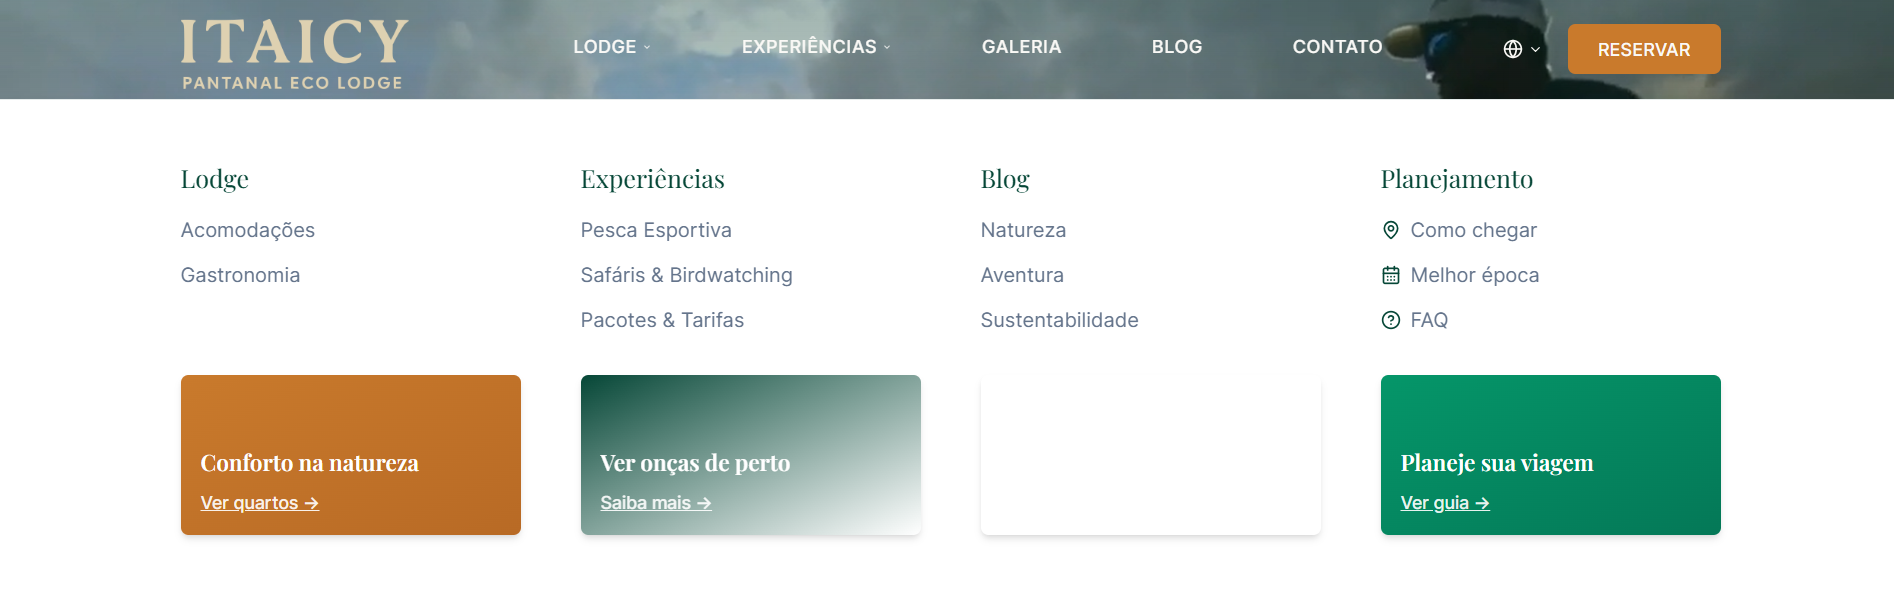 ITAICY
PANTANAL ECO LODGE
LODGE
EXPERIÊNCIAS
GALERIA
BLOG
CONTATO
RESERVAR
Lodge
Acomodações
Gastronomia
Experiências
Pesca Esportiva
Safáris & Birdwatching
Pacotes & Tarifas
Blog
Natureza
Aventura
Sustentabilidade
Planejamento
Como chegar
Melhor época
FAQ
Conforto na natureza
Ver quartos →
Ver onças de perto
Saiba mais →
Planeje sua viagem
Ver guia →